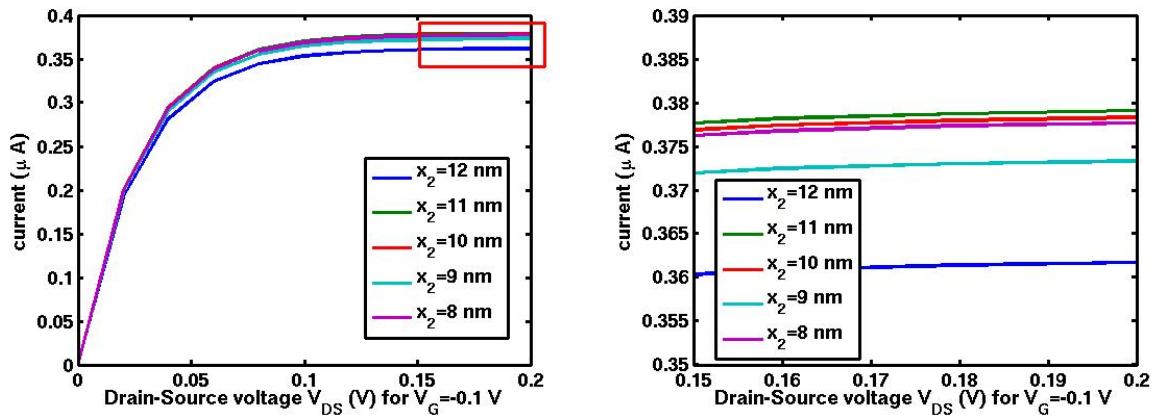 0.4
0.35
0.3
0.25
0.2
0.15
0.1
0.05
0
current (μ A)
x2=12 nm
x2=11 nm
x2=10 nm
x2=9 nm
x2=8 nm
0 0.05 0.1 0.15 0.2
Drain-Source voltage VDS (V) for VG=-0.1 V
0.39
0.385
0.38
0.375
0.37
0.365
0.36
0.355
0.35
current (μ A)
x2=12 nm
x2=11 nm
x2=10 nm
x2=9 nm
x2=8 nm
0.15 0.16 0.17 0.18 0.19 0.2
Drain-Source voltage VDS (V) for VG=-0.1 V